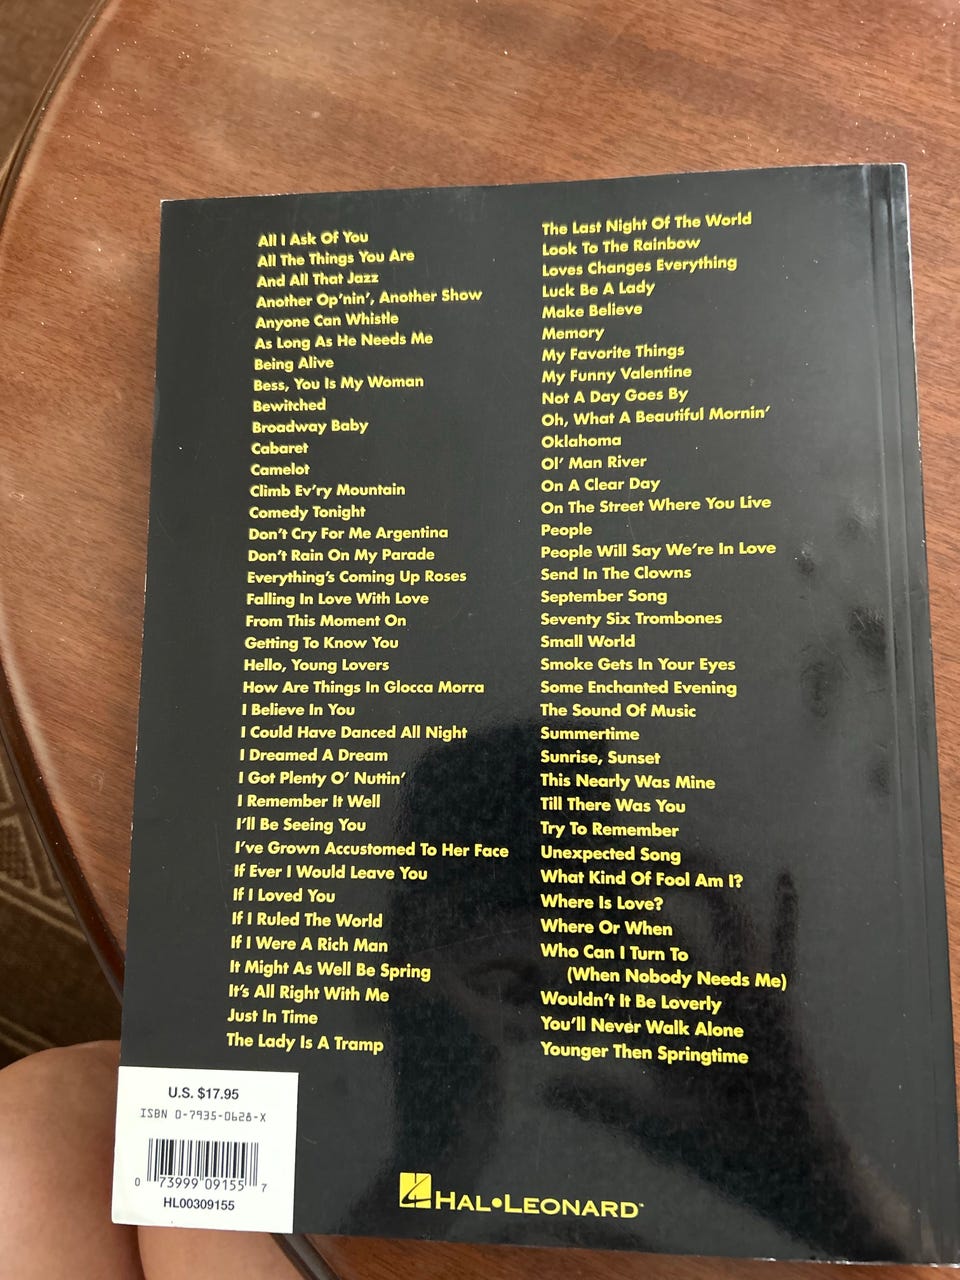 All I Ask Of You
All The Things You Are
And All That Jazz
Another Op'nin', Another Show
Anyone Can Whistle
As Long As He Needs Me
Being Alive
Bess, You Is My Woman
Bewitched
Broadway Baby
Cabaret
Camelot
Climb Ev'ry Mountain
Comedy Tonight
Don't Cry For Me Argentina
Don't Rain On My Parade
Everything's Coming Up Roses
Falling In Love With Love
From This Moment On
Getting To Know You
Hello, Young Lovers
How Are Things In Glocca Morra
I Believe In You
I Could Have Danced All Night
I Dreamed A Dream
I Got Plenty O' Nuttin'
I Remember It Well
I'll Be Seeing You
I've Grown Accustomed To Her Face
If Ever I Would Leave You
If I Loved You
If I Ruled The World
If I Were A Rich Man
It Might As Well Be Spring
It's All Right With Me
Just In Time
The Lady Is A Tramp
The Last Night Of The World
Look To The Rainbow
Loves Changes Everything
Luck Be A Lady
Make Believe
Memory
My Favorite Things
My Funny Valentine
Not A Day Goes By
Oh, What A Beautiful Mornin'
Oklahoma
Ol' Man River
On A Clear Day
On The Street Where You Live
People
People Will Say We're In Love
Send In The Clowns
September Song
Seventy Six Trombones
Small World
Smoke Gets In Your Eyes
Some Enchanted Evening
The Sound Of Music
Summertime
Sunrise, Sunset
This Nearly Was Mine
Till There Was You
Try To Remember
Unexpected Song
What Kind Of Fool Am I?
Where Is Love?
Where Or When
Who Can I Turn To
(When Nobody Needs Me)
Wouldn't It Be Loverly
You'll Never Walk Alone
Younger Then Springtime
U.S. $17.95
ISBN 0-7935-0628-X
0 73999 09155 7
HL00309155
HAL•LEONARD™